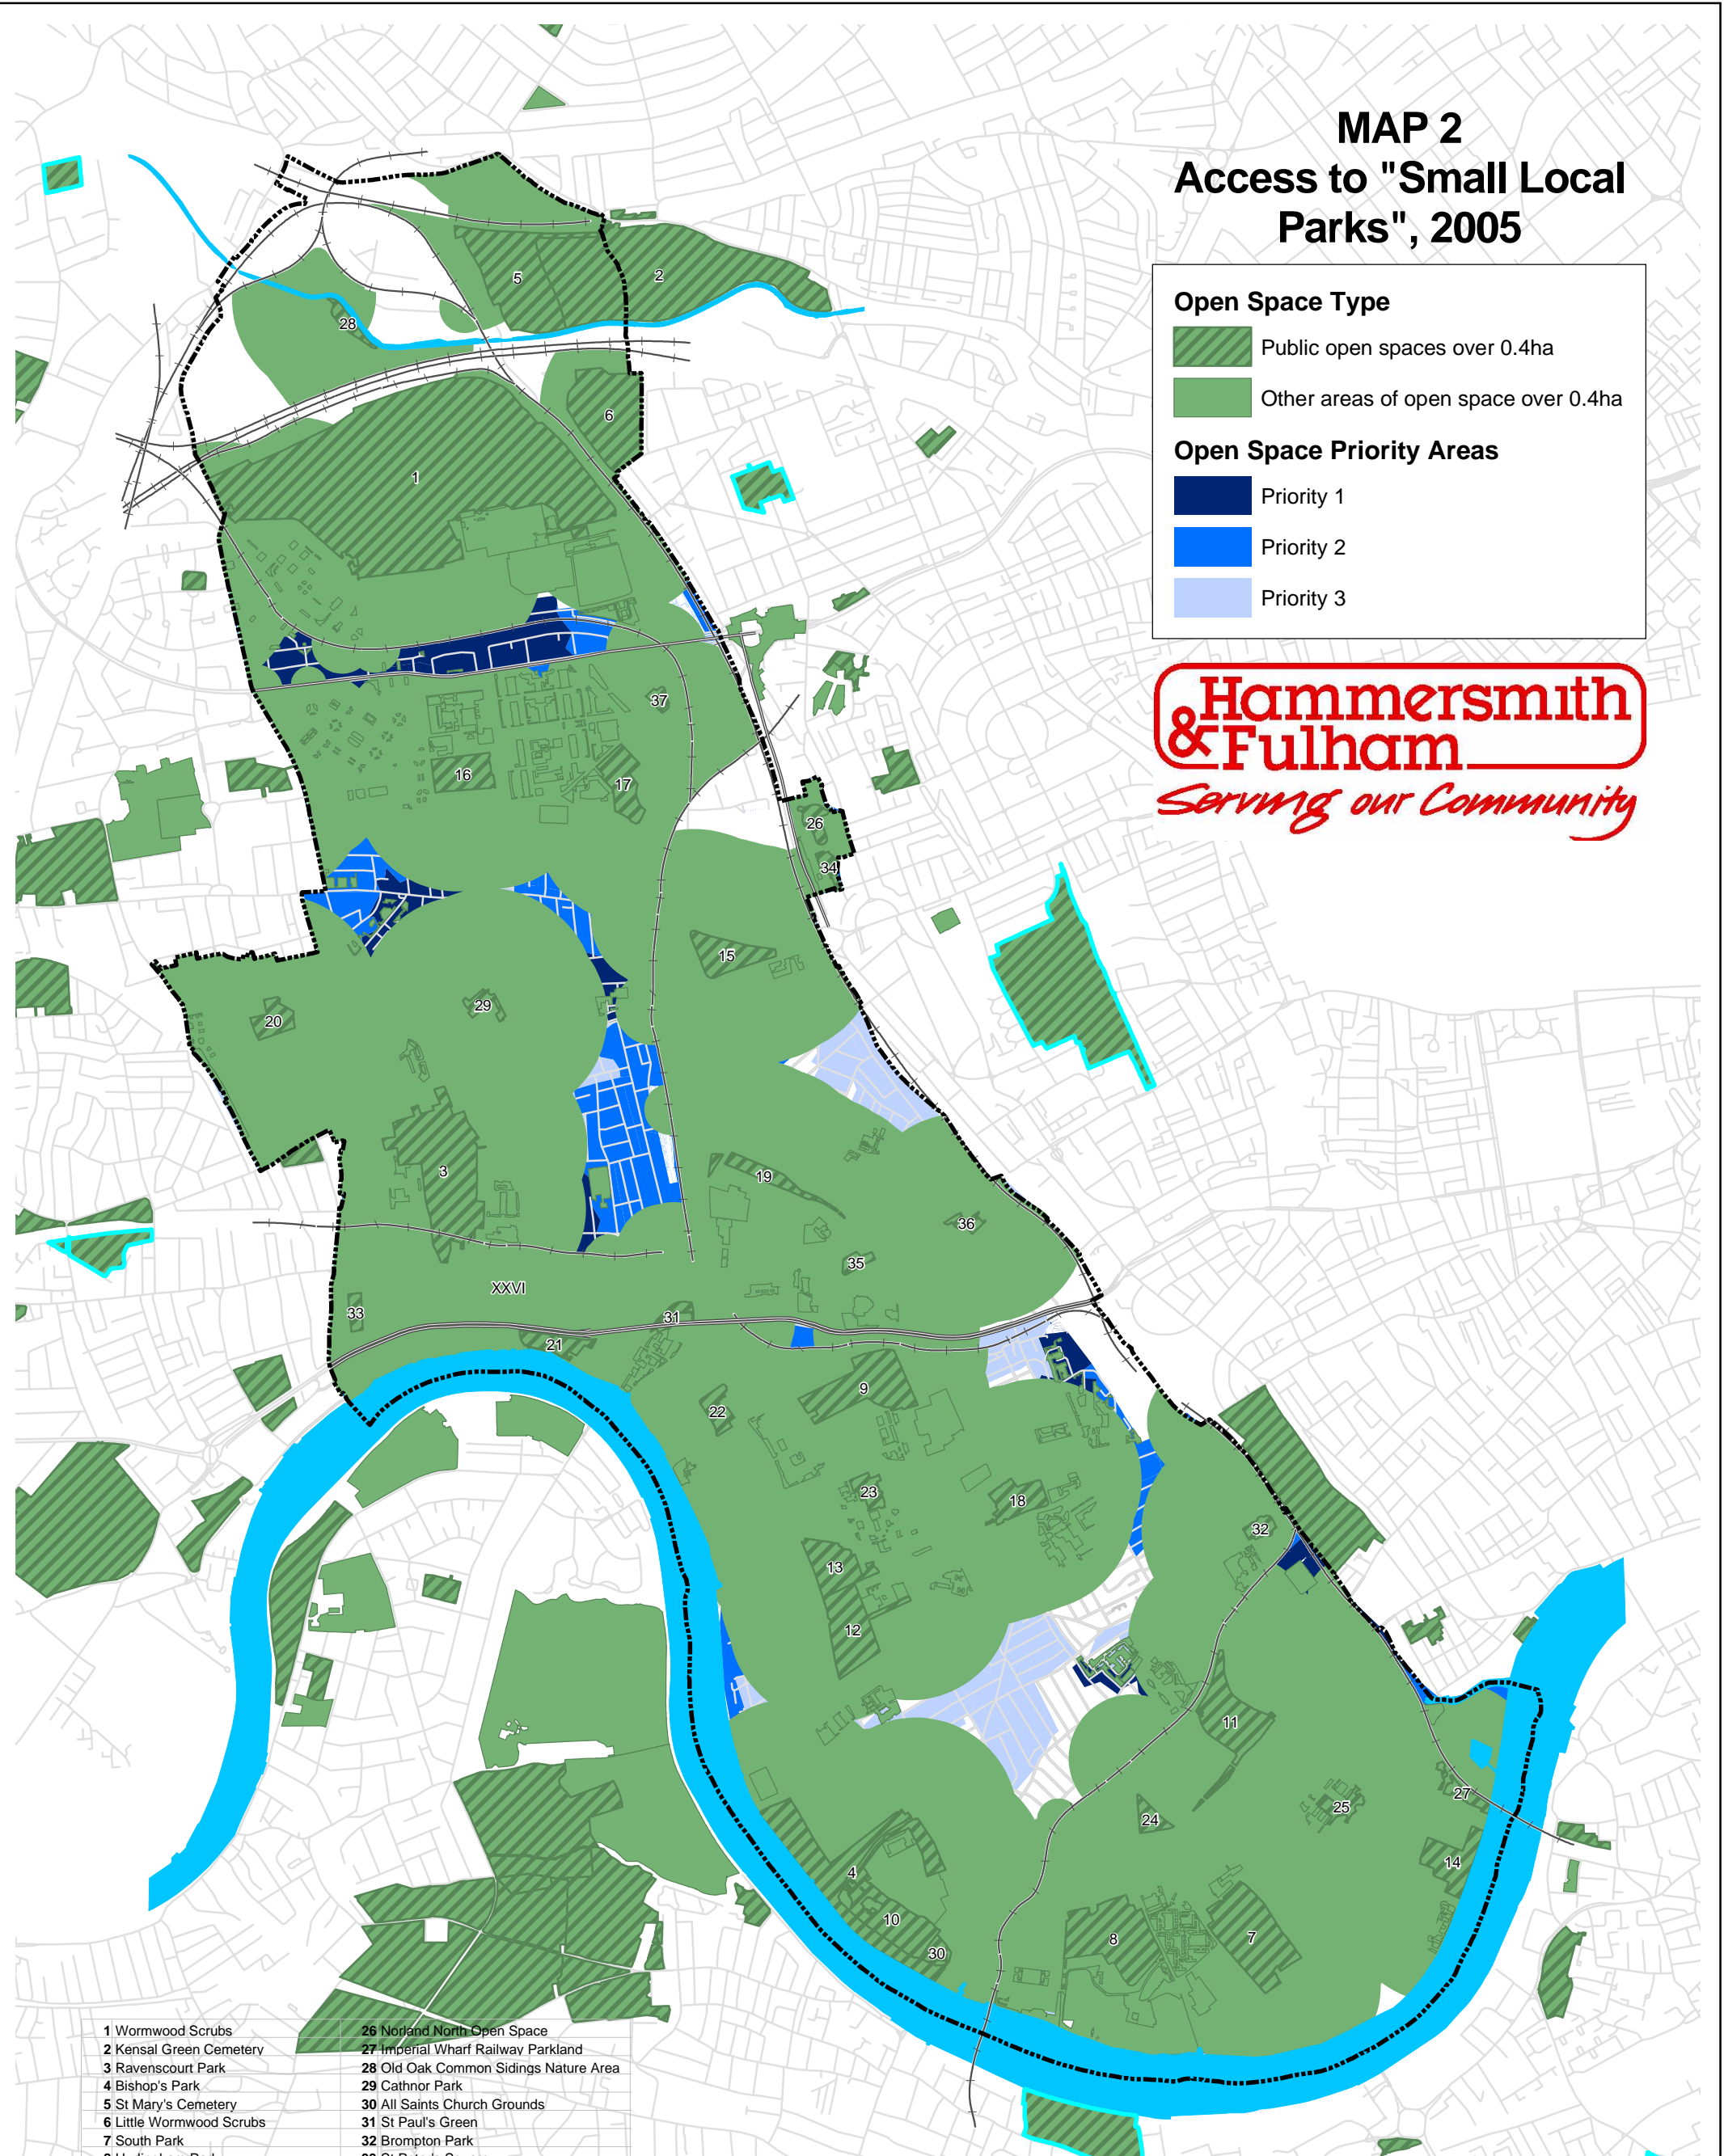 MAP 2
Access to "Small Local
Parks", 2005
Open Space Type
Public open spaces over 0.4ha
Other areas of open space over 0.4ha
Open Space Priority Areas
Priority 1
Priority 2
Priority 3
Hammersmith
& Fulham
Serving our Community
5
2
28
6
1
37
16
17
26
34
15
29
20
3
19
36
35
XXVI
33
31
21
9
22
23
18
32
13
12
11
25
27
24
14
4
10
30
8
7
1 Wormwood Scrubs
2 Kensal Green Cemetery
3 Ravenscourt Park
4 Bishop's Park
5 St Mary's Cemetery
6 Little Wormwood Scrubs
7 South Park
26 Norland North Open Space
27 Imperial Wharf Railway Parkland
28 Old Oak Common Sidings Nature Area
29 Cathnor Park
30 All Saints Church Grounds
31 St Paul's Green
32 Brompton Park